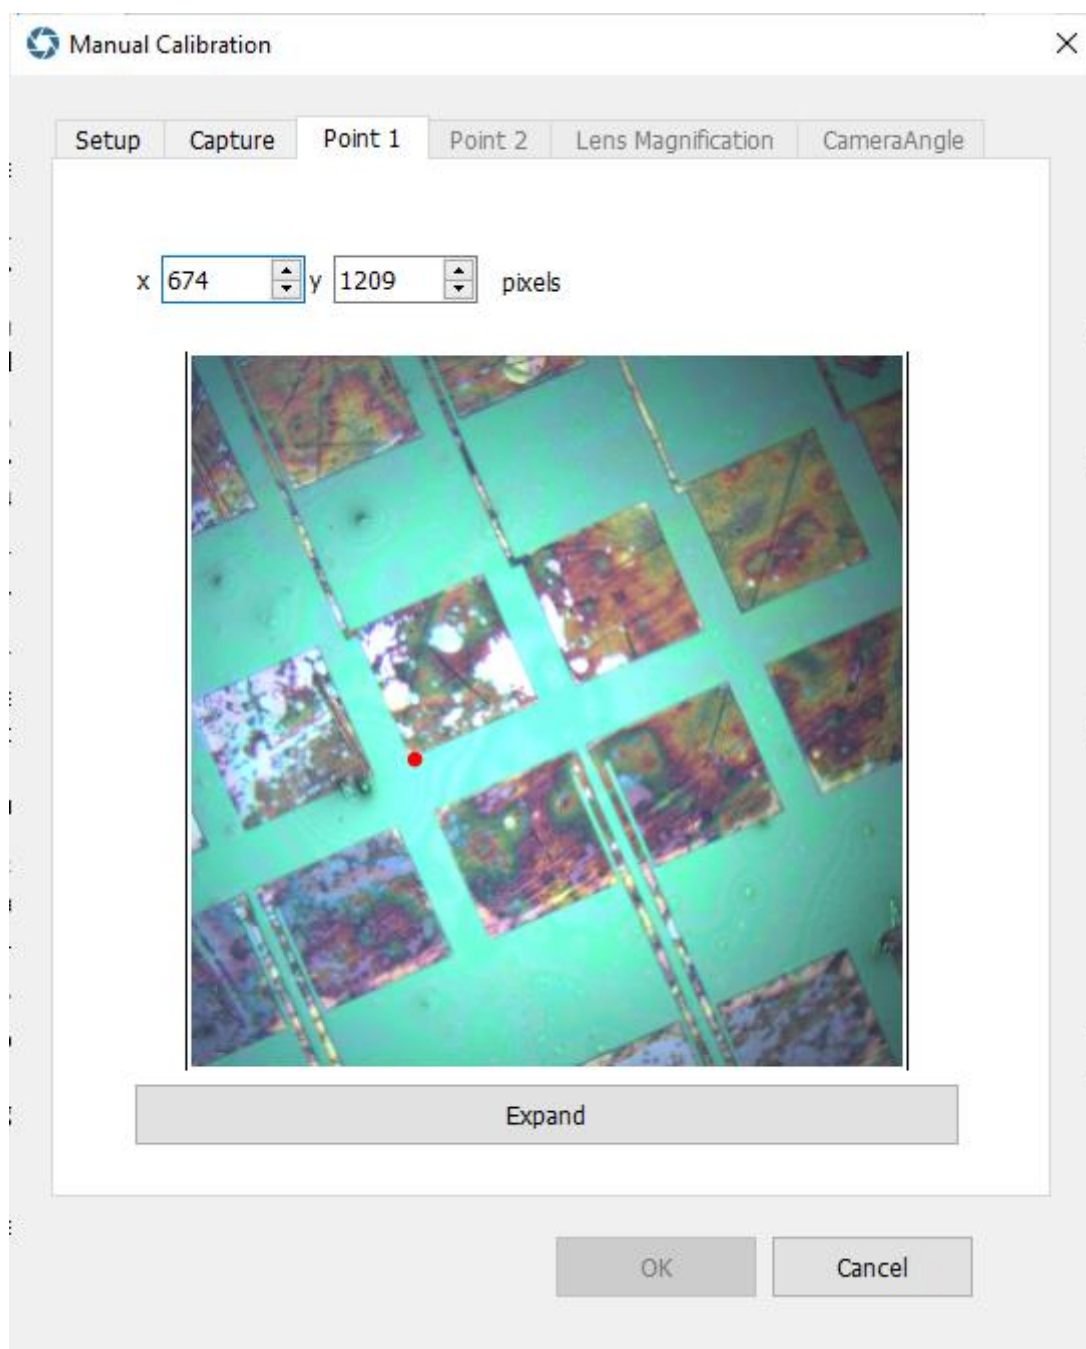 Manual Calibration
Setup Capture Point 1 Point 2 Lens Magnification CameraAngle
x 674 y 1209 pixels
Expand
OK Cancel